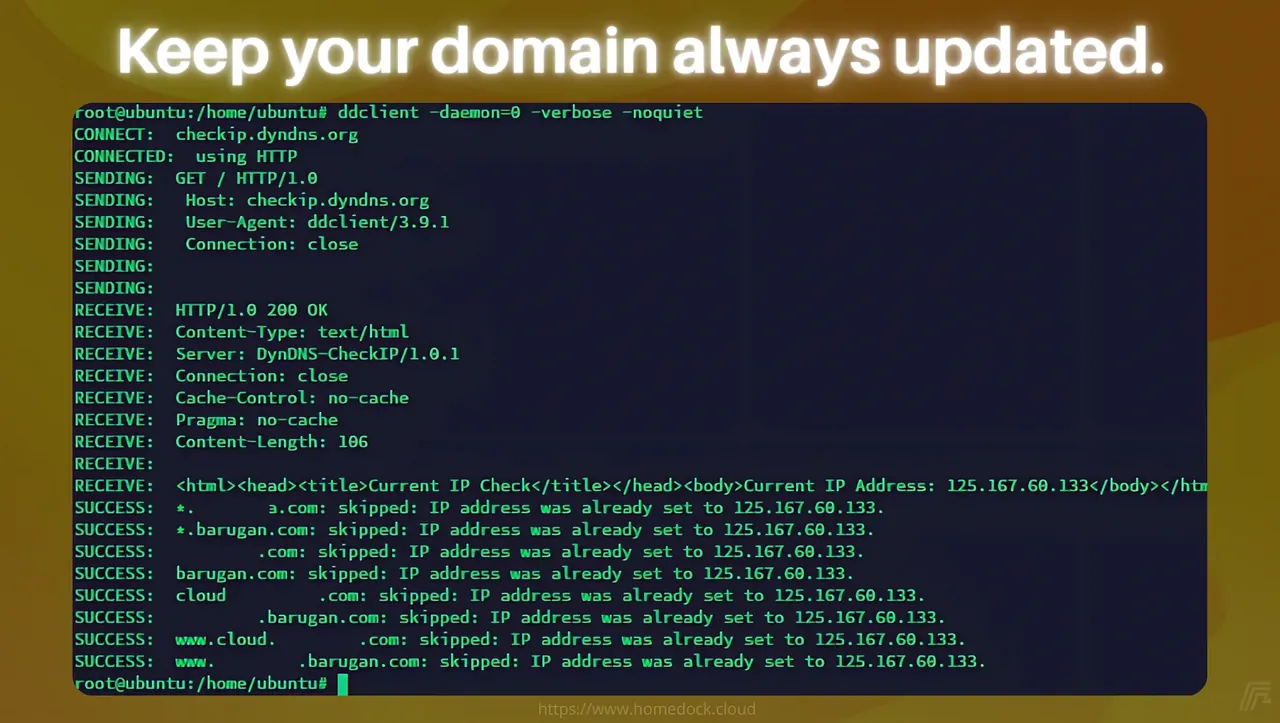 Keep your domain always updated.
root@ubuntu:/home/ubuntu# ddclient -daemon=0 -verbose -noquiet
CONNECT:  checkip.dyndns.org
CONNECTED:  using HTTP
SENDING:  GET / HTTP/1.0
SENDING:   Host: checkip.dyndns.org
SENDING:   User-Agent: ddclient/3.9.1
SENDING:   Connection: close
SENDING:
SENDING:
RECEIVE:  HTTP/1.0 200 OK
RECEIVE:  Content-Type: text/html
RECEIVE:  Server: DynDNS-CheckIP/1.0.1
RECEIVE:  Connection: close
RECEIVE:  Cache-Control: no-cache
RECEIVE:  Pragma: no-cache
RECEIVE:  Content-Length: 106
RECEIVE:
RECEIVE:  <html><head><title>Current IP Check</title></head><body>Current IP Address: 125.167.60.133</body></htm
SUCCESS:  *. a.com: skipped: IP address was already set to 125.167.60.133.
SUCCESS:  *.barugan.com: skipped: IP address was already set to 125.167.60.133.
SUCCESS:  .com: skipped: IP address was already set to 125.167.60.133.
SUCCESS:  barugan.com: skipped: IP address was already set to 125.167.60.133.
SUCCESS:  cloud .com: skipped: IP address was already set to 125.167.60.133.
SUCCESS:  .barugan.com: skipped: IP address was already set to 125.167.60.133.
SUCCESS:  www.cloud. .com: skipped: IP address was already set to 125.167.60.133.
SUCCESS:  www. .barugan.com: skipped: IP address was already set to 125.167.60.133.
root@ubuntu:/home/ubuntu#
https://www.homedock.cloud